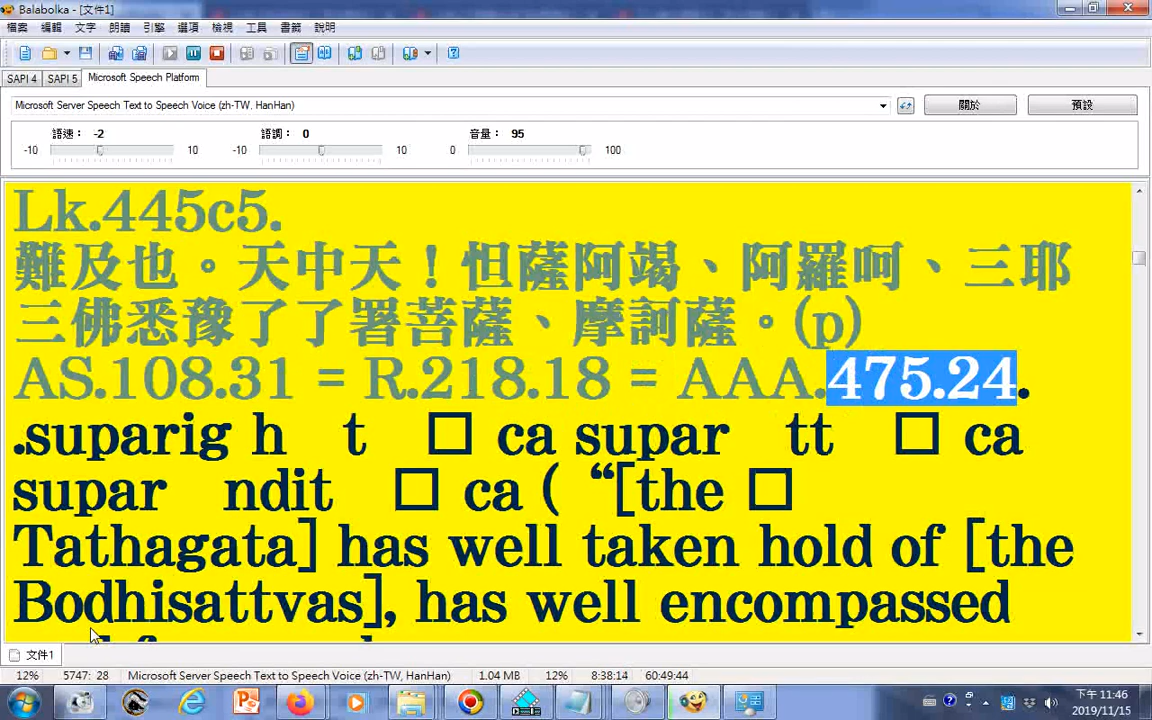 Balabolka - [文件1]
檔案 編輯 文字 朗讀 引擎 選項 檢視 工具 書籤 說明
SAPI 4 SAPI 5 Microsoft Speech Platform
Microsoft Server Speech Text to Speech Voice (zh-TW, HanHan) 關於 預設
語速： -2 語調： 0 音量： 95
-10 10 -10 10 0 100
Lk.445c5.
難及也。天中天！怛薩阿竭、阿羅呵、三耶
三佛悉豫了了署菩薩、摩訶薩。(p)
AS.108.31 = R.218.18 = AAA.475.24.
.suparig h t □ ca supar tt □ ca
supar ndit □ ca ( “[the □
Tathagata] has well taken hold of [the
Bodhisattvas], has well encompassed
文件1
12% 5747: 28 Microsoft Server Speech Text to Speech Voice (zh-TW, HanHan) 1.04 MB 12% 8:38:14 60:49:44
下午 11:46
2019/11/15